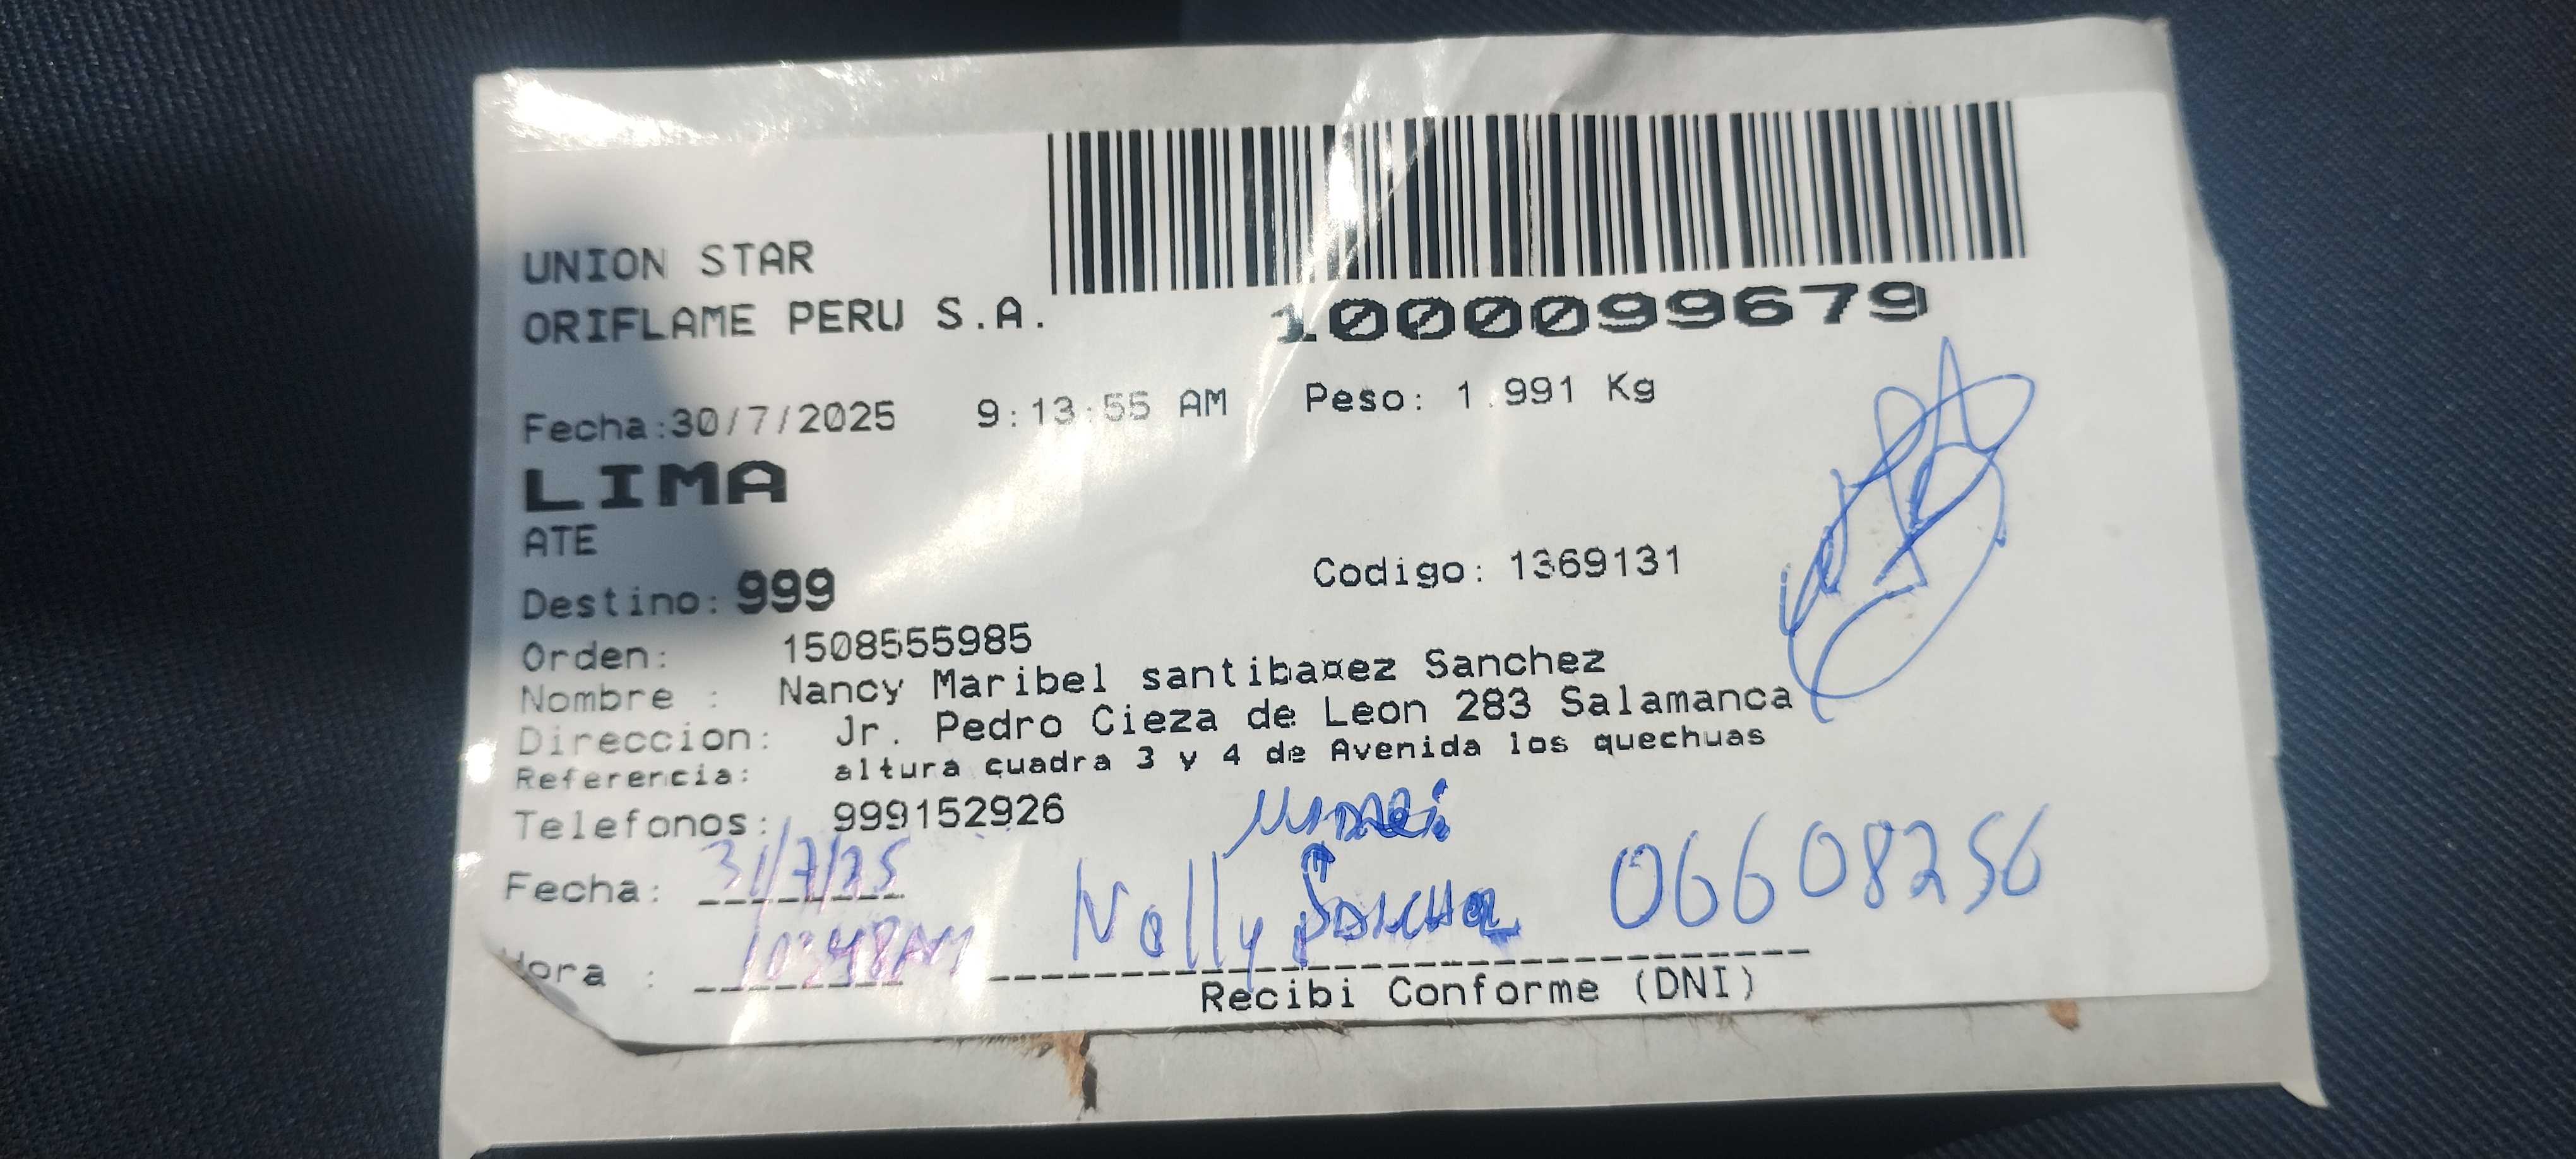 UNION STAR
ORIFLAME PERU S.A.
1000099679
Fecha:30/7/2025 9:13:55 AM Peso: 1.991 Kg
LIMA
ATE
Destino: 999 Codigo: 1369131
Orden: 1508555985
Nombre : Nancy Maribel santiba¤ez Sanchez
Direccion: Jr. Pedro Cieza de Leon 283 Salamanca
Referencia: altura cuadra 3 y 4 de Avenida los quechuas
Telefonos: 999152926
Fecha: 31/7/25
Nolly Sanchez 06608256
Hora : 10:48AM
Recibi Conforme (DNI)